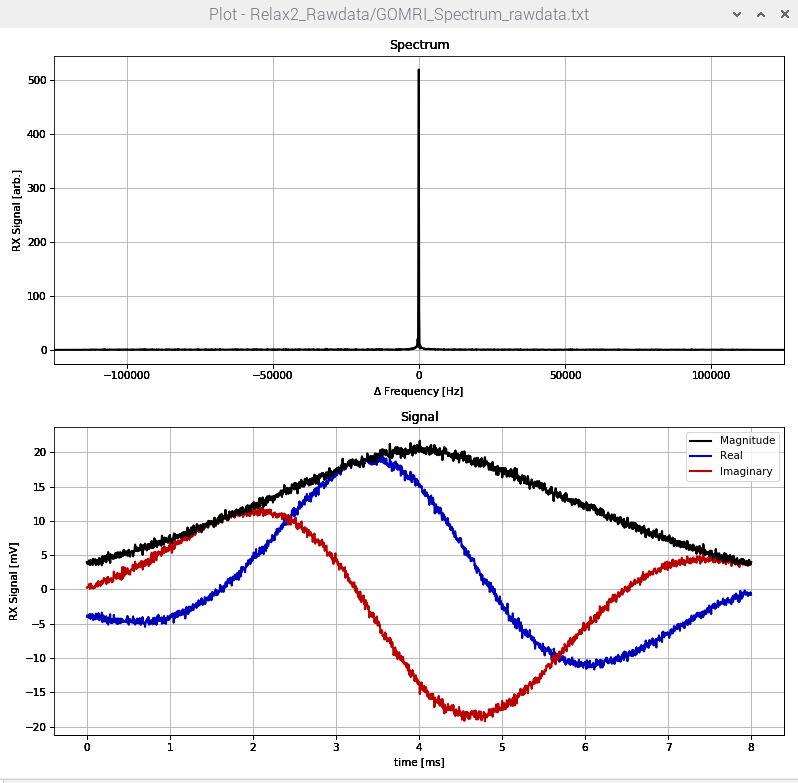 Plot - Relax2_Rawdata/GOMRI_Spectrum_rawdata.txt
Spectrum
500
400
300
200
100
0
RX Signal [arb.]
−100000 −50000 0 50000 100000
Δ Frequency [Hz]
Signal
Magnitude
Real
Imaginary
20
15
10
5
0
−5
−10
−15
−20
RX Signal [mV]
0 1 2 3 4 5 6 7 8
time [ms]